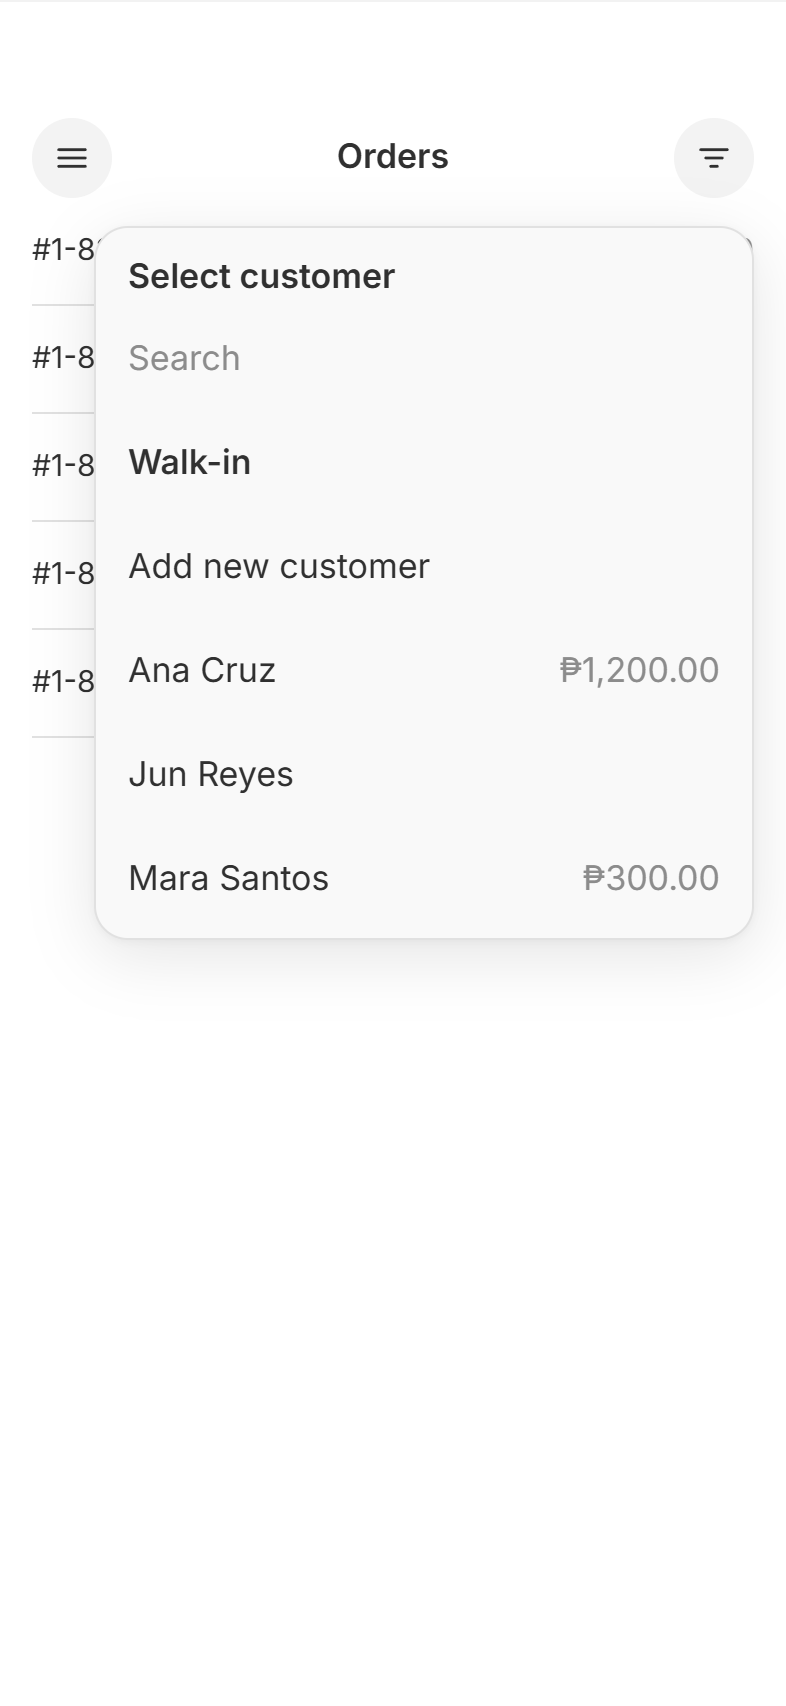 Orders
#1-8
Select customer
Search
#1-8
Walk-in
#1-8
Add new customer
#1-8
Ana Cruz ₱1,200.00
#1-8
Jun Reyes
Mara Santos ₱300.00